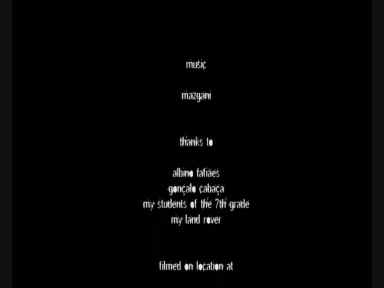 music
mazgani
thanks to
albino fafiães
gonçalo cabaça
my students of the 7th grade
my land rover
filmed on location at